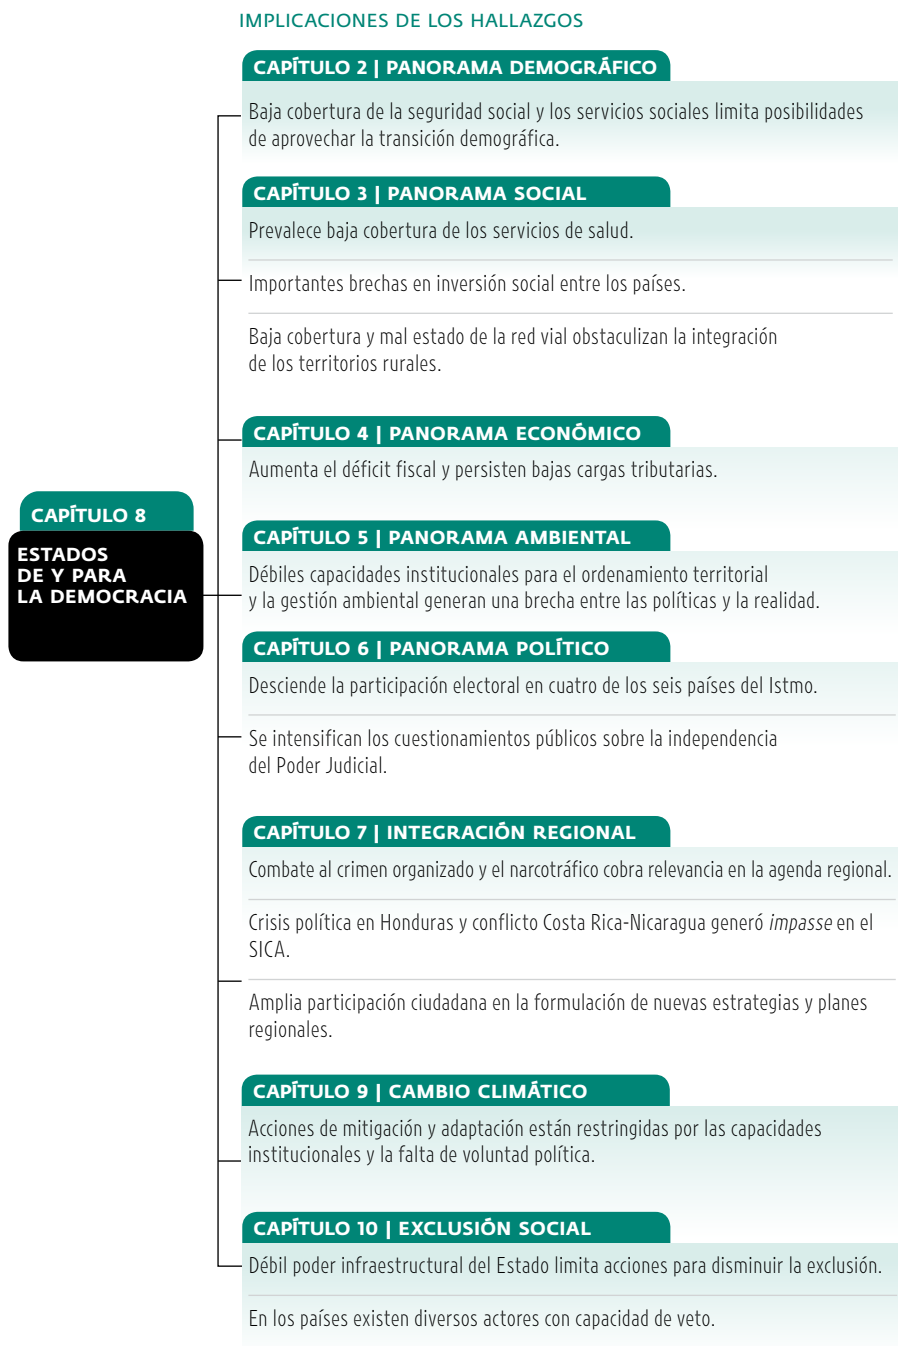 IMPLICACIONES DE LOS HALLAZGOS
CAPÍTULO 2 | PANORAMA DEMOGRÁFICO
Baja cobertura de la seguridad social y los servicios sociales limita posibilidades
de aprovechar la transición demográfica.
CAPÍTULO 3 | PANORAMA SOCIAL
Prevalece baja cobertura de los servicios de salud.
Importantes brechas en inversión social entre los países.
Baja cobertura y mal estado de la red vial obstaculizan la integración
de los territorios rurales.
CAPÍTULO 4 | PANORAMA ECONÓMICO
Aumenta el déficit fiscal y persisten bajas cargas tributarias.
CAPÍTULO 8
ESTADOS
DE Y PARA
LA DEMOCRACIA
CAPÍTULO 5 | PANORAMA AMBIENTAL
Débiles capacidades institucionales para el ordenamiento territorial
y la gestión ambiental generan una brecha entre las políticas y la realidad.
CAPÍTULO 6 | PANORAMA POLÍTICO
Desciende la participación electoral en cuatro de los seis países del Istmo.
Se intensifican los cuestionamientos públicos sobre la independencia
del Poder Judicial.
CAPÍTULO 7 | INTEGRACIÓN REGIONAL
Combate al crimen organizado y el narcotráfico cobra relevancia en la agenda regional.
Crisis política en Honduras y conflicto Costa Rica-Nicaragua generó impasse en el
SICA.
Amplia participación ciudadana en la formulación de nuevas estrategias y planes
regionales.
CAPÍTULO 9 | CAMBIO CLIMÁTICO
Acciones de mitigación y adaptación están restringidas por las capacidades
institucionales y la falta de voluntad política.
CAPÍTULO 10 | EXCLUSIÓN SOCIAL
Débil poder infraestructural del Estado limita acciones para disminuir la exclusión.
En los países existen diversos actores con capacidad de veto.